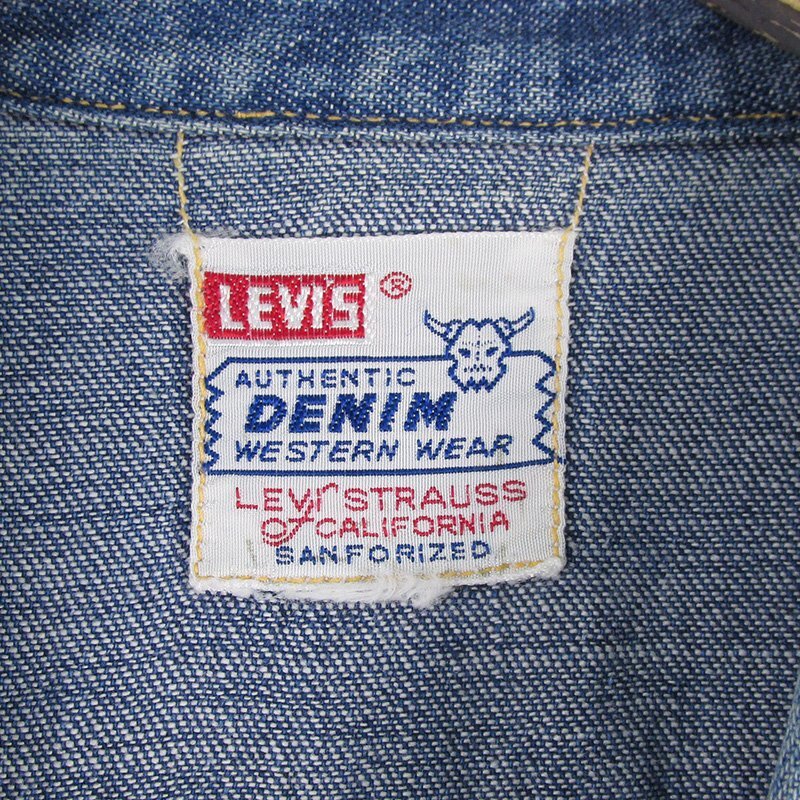 LEVI'S ®
AUTHENTIC
DENIM
WESTERN WEAR
LEVI STRAUSS
of CALIFORNIA
SANFORIZED